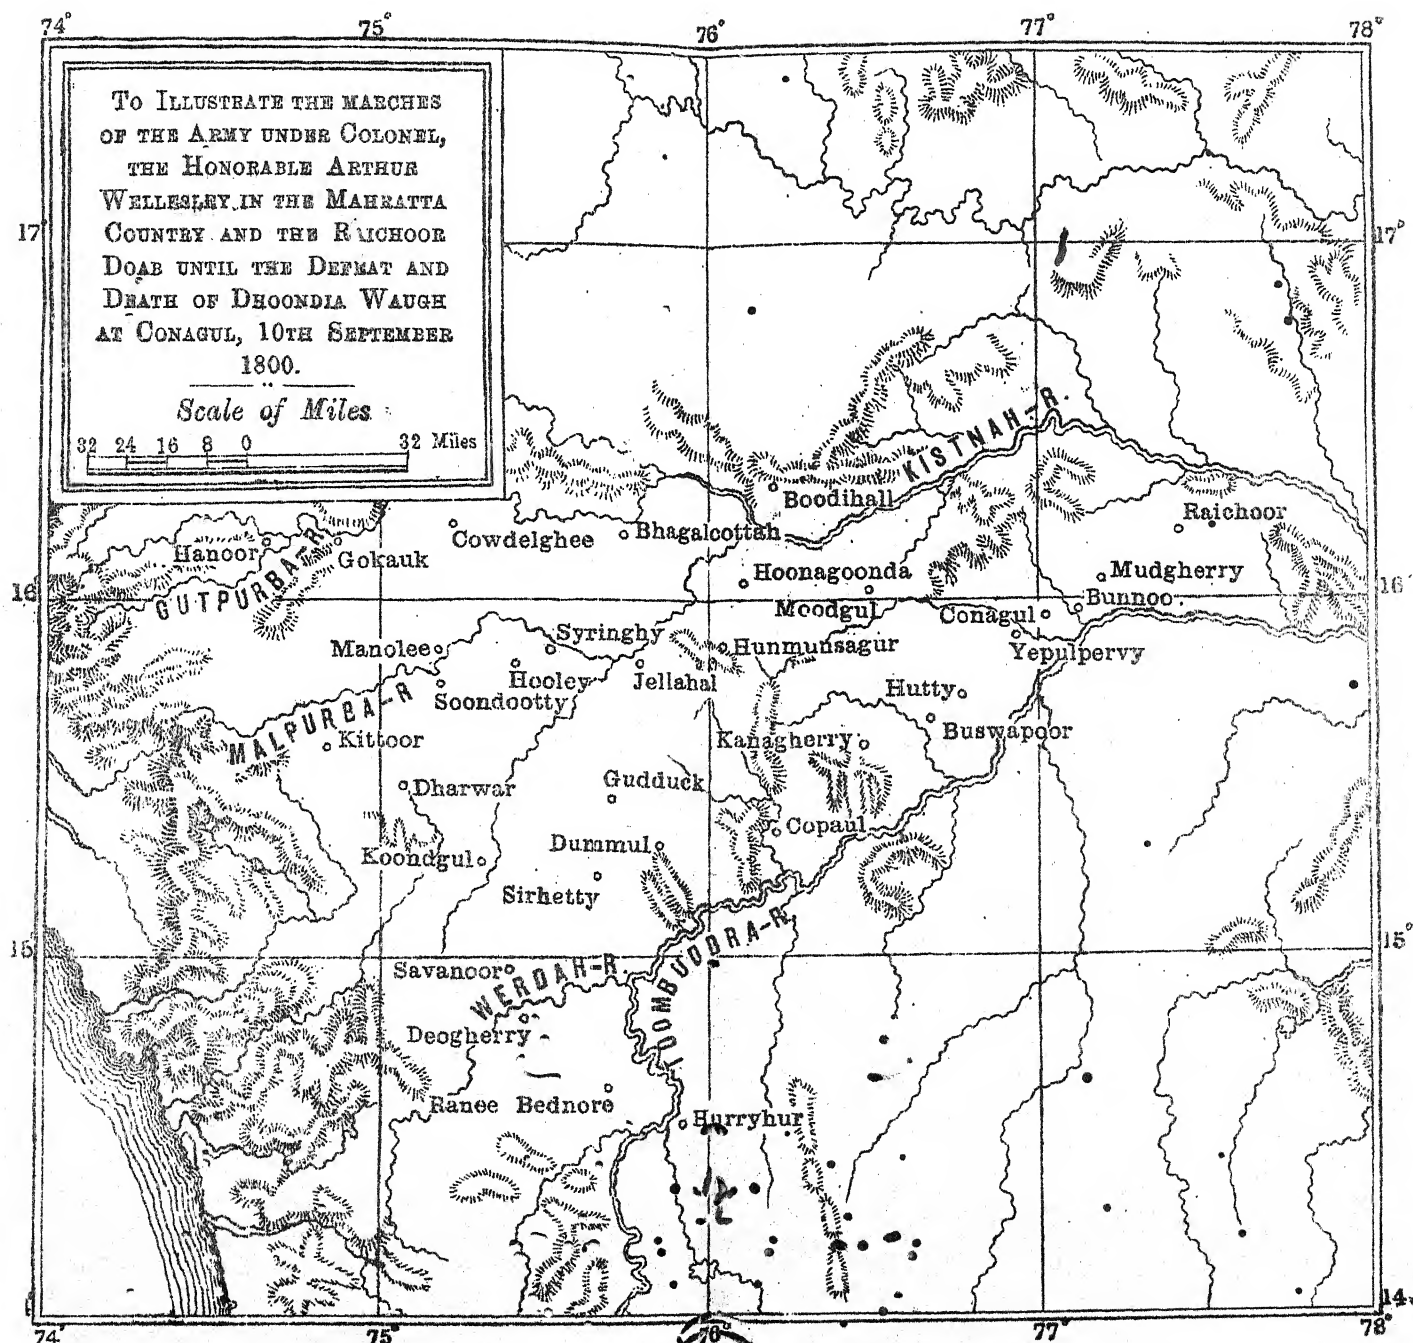 74° 75° 76° 77° 78°
TO ILLUSTRATE THE MARCHES
OF THE ARMY UNDER COLONEL,
THE HONORABLE ARTHUR
WELLESLEY IN THE MAHRATTA
COUNTRY AND THE RAICHOOR
DOAB UNTIL THE DEFEAT AND
DEATH OF DHOONDIA WAUGH
AT CONAGUL, 10TH SEPTEMBER
1800.
Scale of Miles
32 24 16 8 0 32 Miles
17° 17°
KISTNAH-R.
Boodihall
Raichoor
Hanoor
Gokauk
Cowdelghee
Bhagalcottah
GUTPURBA-R.
Hoonagoonda
Mudgherry
16 16°
Moodgul
Conagul
Bunnoo
Manolee
Syringhy
Hunmunsagur
Yepulpervy
Hooley
Jellahal
Soondootty
Hutty
MALPURBA-R
Kittoor
Kanagherry
Buswapoor
Dharwar
Gudduck
Copaul
Koondgul
Dummul
Sirhetty
15 15°
Savanoor
WERDAH-R.
TOOMBUDDRA-R.
Deogherry
Ranee Bednore
Hurryhur
14
74° 75° 76° 77° 78°